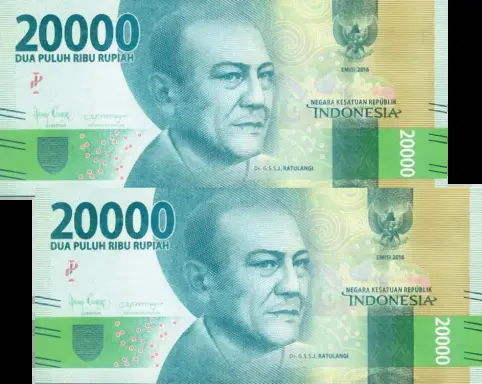 20000
DUA PULUH RIBU RUPIAH
EMISI 2016
NEGARA KESATUAN REPUBLIK
INDONESIA
20000
Dr. G.S.S.J. RATULANGI
20000
DUA PULUH RIBU RUPIAH
EMISI 2016
NEGARA KESATUAN REPUBLIK
INDONESIA
20000
Dr. G.S.S.J. RATULANGI